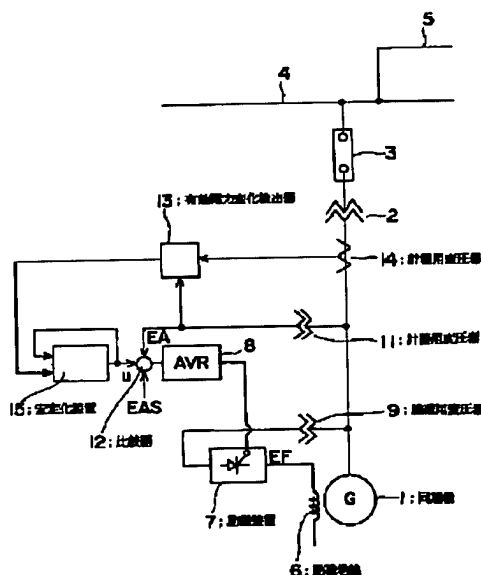 5
4
3
2
13:有効電力変化検出器
14:計器用変圧器
EA
8
11:計器用変圧器
AVR
u
15:安定化装置
EAS
12:比較器
9:励磁用変圧器
EF
G
1:同期機
7:励磁装置
6:界磁巻線